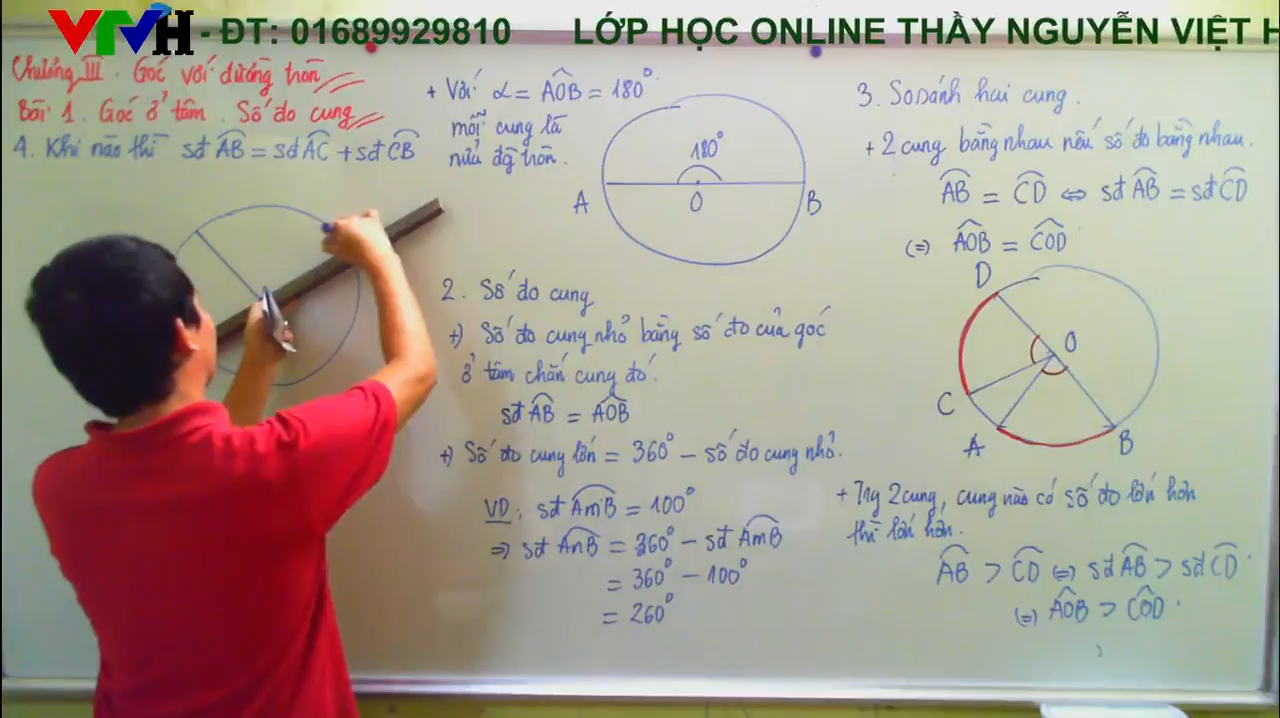 VTVH - ĐT: 01689929810 LỚP HỌC ONLINE THẦY NGUYỄN VIỆT H
Chương III. Góc với đường tròn
Bài 1. Góc ở tâm. Số đo cung
4. Khi nào thì sđ AB = sđ AC + sđ CB
+ Với α = AOB = 180°
mỗi cung là
nửa đg tròn.
180°
A O B
2. Số đo cung
+) Số đo cung nhỏ bằng số đo của góc
ở tâm chắn cung đó.
sđ AB = AOB
+) Số đo cung lớn = 360° - số đo cung nhỏ.
VD: sđ AmB = 100°
=> sđ AnB = 360° - sđ AmB
= 360° - 100°
= 260°
3. So sánh hai cung.
+ 2 cung bằng nhau nếu số đo bằng nhau.
AB = CD <=> sđ AB = sđ CD
(=) AOB = COD
D
O
C
A B
+ Trg 2 cung, cung nào có số đo lớn hơn
thì lớn hơn.
AB > CD (=) sđ AB > sđ CD.
(=) AOB > COD.